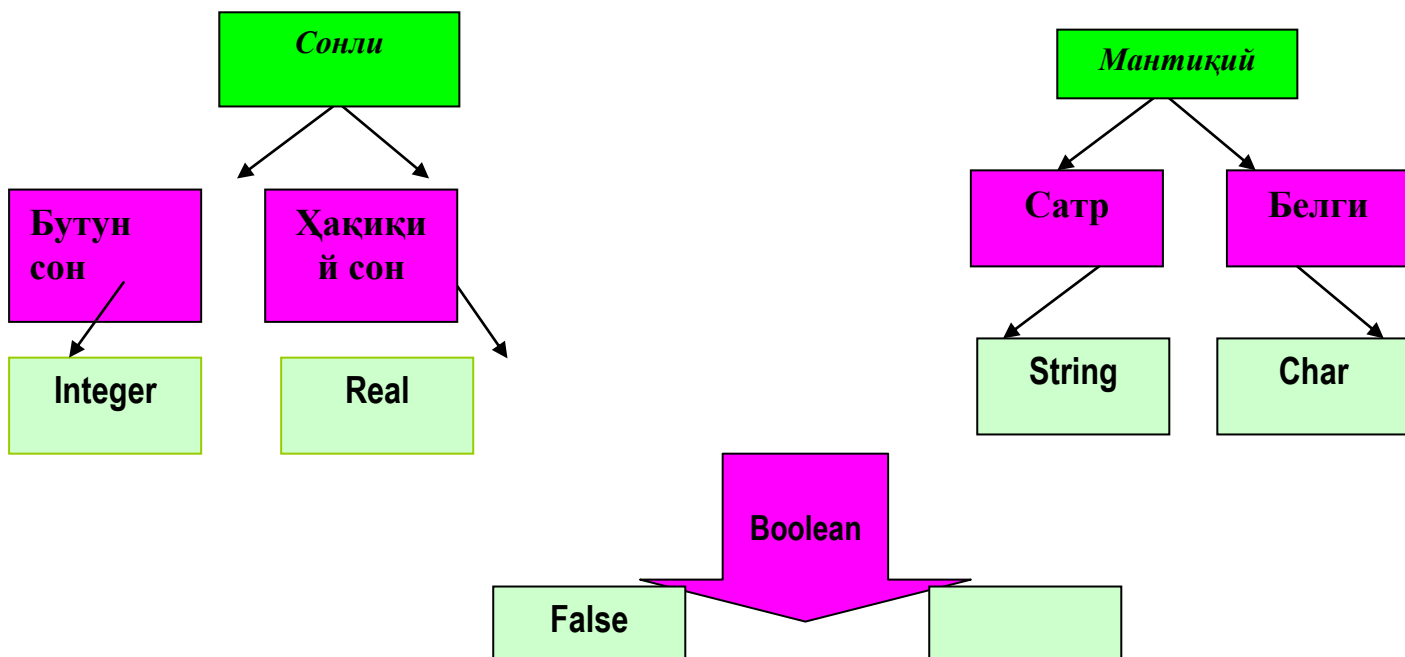 Сонли
Мантиқий
Бутун
сон
Ҳақиқи
й сон
Сатр
Белги
Integer
Real
String
Char
Boolean
False